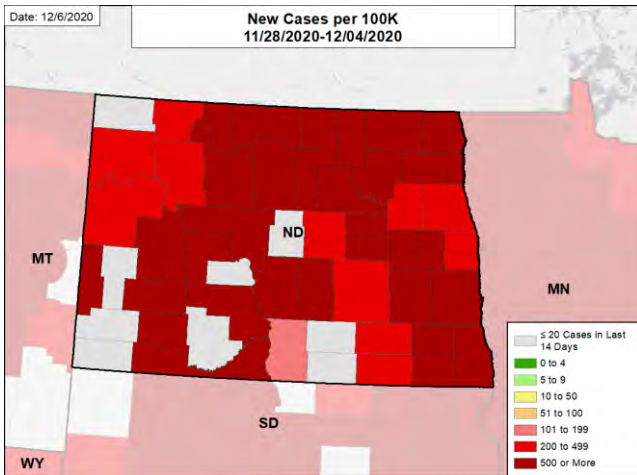 Date: 12/6/2020
New Cases per 100K
11/28/2020-12/04/2020
ND
MT
MN
SD
WY
≤ 20 Cases in Last
14 Days
0 to 4
5 to 9
10 to 50
51 to 100
101 to 199
200 to 499
500 or More